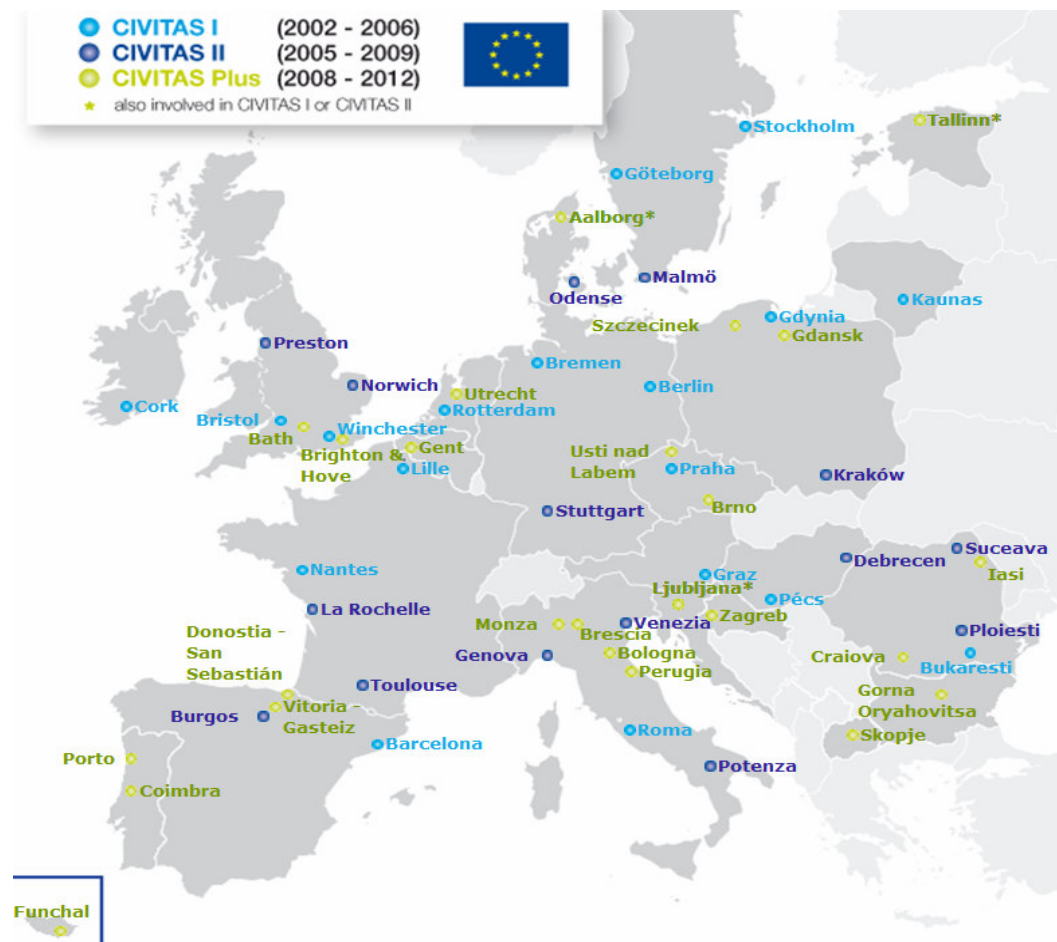 CIVITAS I (2002 - 2006)
CIVITAS II (2005 - 2009)
CIVITAS Plus (2008 - 2012)
* also involved in CIVITAS I or CIVITAS II
Stockholm
Tallinn*
Göteborg
Aalborg*
Malmö
Odense
Kaunas
Gdynia
Szczecinek
Gdansk
Preston
Bremen
Norwich
Berlin
Utrecht
Cork
Rotterdam
Bristol
Winchester
Bath
Brighton &
Hove
Gent
Lille
Usti nad
Labem
Praha
Kraków
Brno
Stuttgart
Suceava
Debrecen
Iasi
Nantes
Graz
Ljubljana*
Pécs
La Rochelle
Zagreb
Monza
Venezia
Brescia
Ploiesti
Donostia -
San
Sebastián
Genova
Bologna
Craiova
Bukaresti
Perugia
Toulouse
Gorna
Oryahovitsa
Vitoria -
Gasteiz
Burgos
Skopje
Roma
Barcelona
Porto
Potenza
Coimbra
Funchal